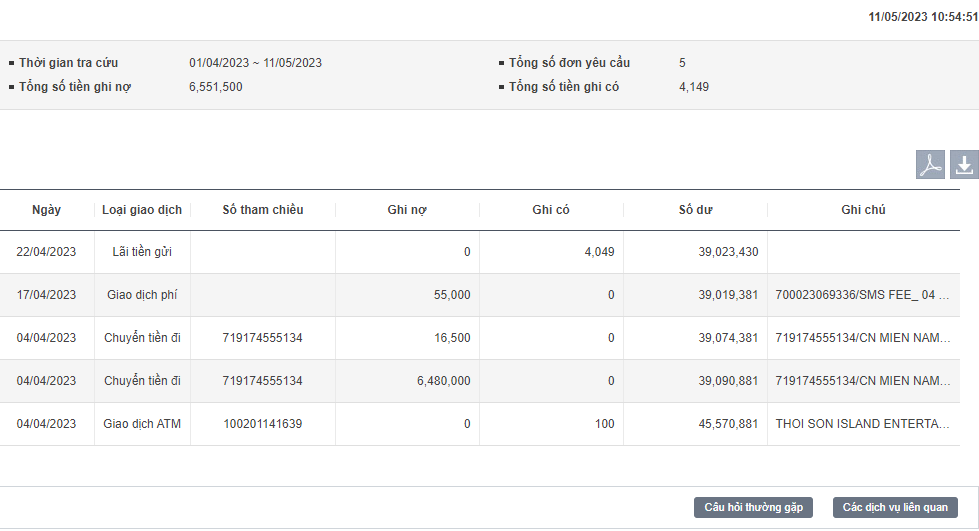 11/05/2023 10:54:51
Thời gian tra cứu 01/04/2023 ~ 11/05/2023 Tổng số đơn yêu cầu 5
Tổng số tiền ghi nợ 6,551,500 Tổng số tiền ghi có 4,149
Ngày Loại giao dịch Số tham chiếu Ghi nợ Ghi có Số dư Ghi chú
22/04/2023 Lãi tiền gửi 0 4,049 39,023,430
17/04/2023 Giao dịch phí 55,000 0 39,019,381 700023069336/SMS FEE_ 04 ...
04/04/2023 Chuyển tiền đi 719174555134 16,500 0 39,074,381 719174555134/CN MIEN NAM...
04/04/2023 Chuyển tiền đi 719174555134 6,480,000 0 39,090,881 719174555134/CN MIEN NAM...
04/04/2023 Giao dịch ATM 100201141639 0 100 45,570,881 THOI SON ISLAND ENTERTA...
Câu hỏi thường gặp Các dịch vụ liên quan